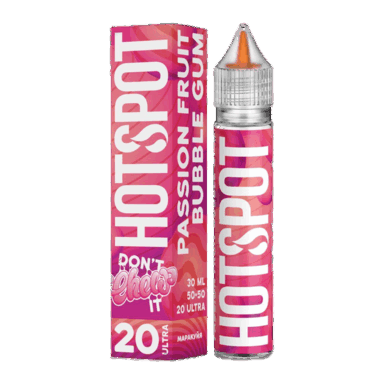 HOTSPOT
PASSION FRUIT
BUBBLE GUM
DON'T
Chew
IT
30 ML
50-50
20 ULTRA
20 ULTRA
МАРАКУЙЯ
HOTSPOT